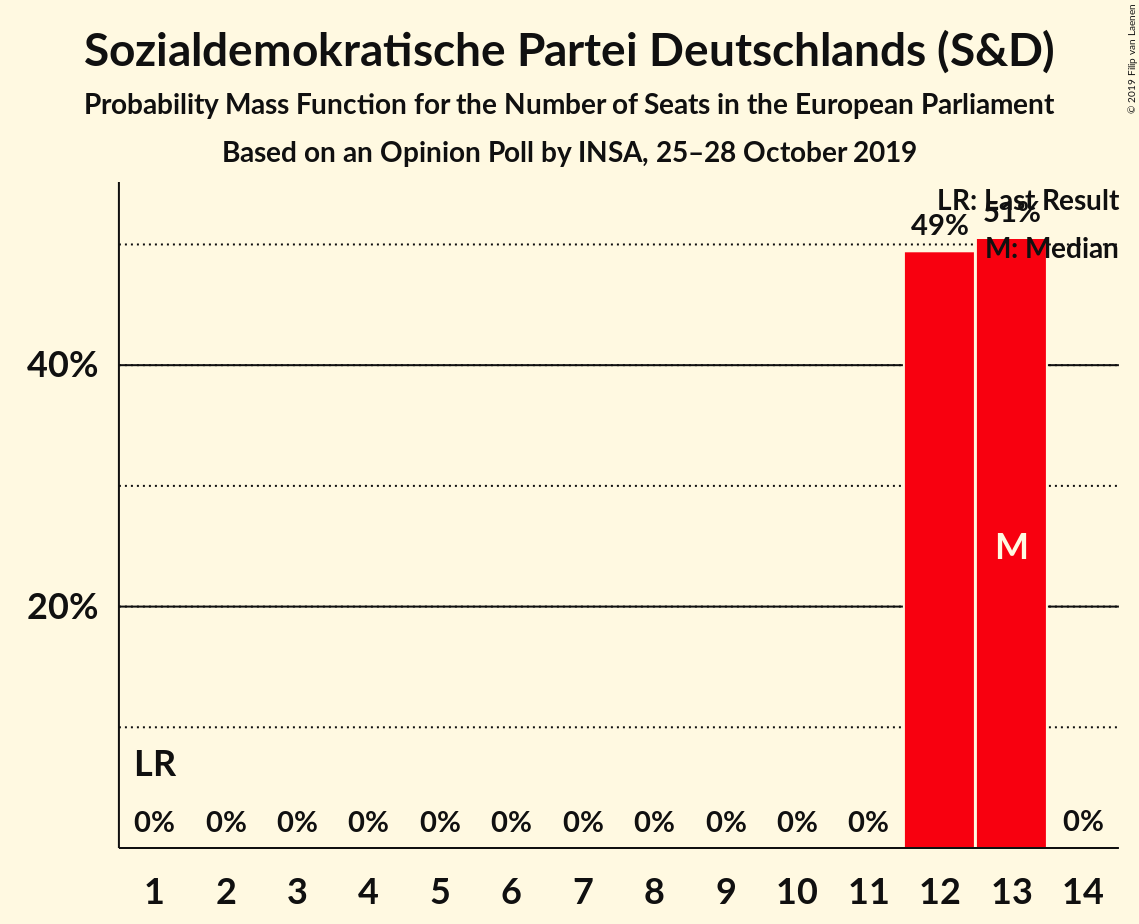 Sozialdemokratische Partei Deutschlands (S&D)
Probability Mass Function for the Number of Seats in the European Parliament
Based on an Opinion Poll by INSA, 25–28 October 2019
© 2019 Filip van Laenen
LR: Last Result
M: Median
49%
51%
40%
20%
M
LR
0% 0% 0% 0% 0% 0% 0% 0% 0% 0% 0% 0%
1 2 3 4 5 6 7 8 9 10 11 12 13 14